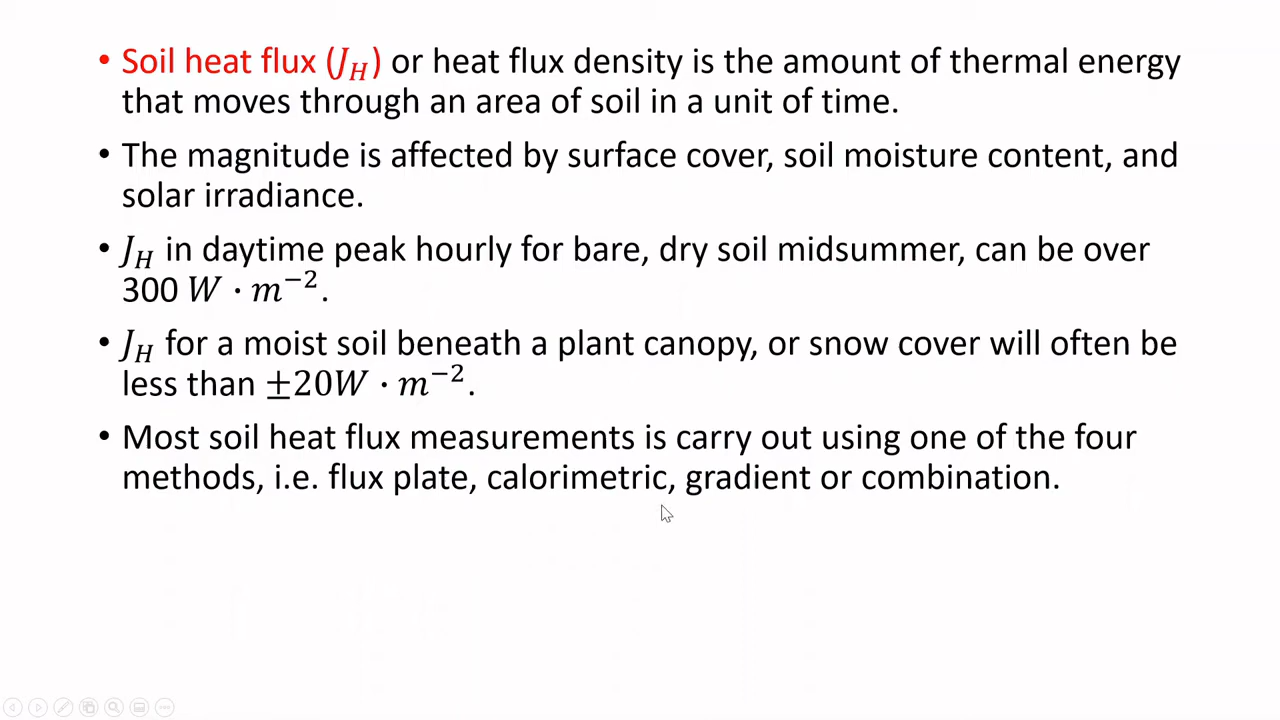 • Soil heat flux (J_H) or heat flux density is the amount of thermal energy
that moves through an area of soil in a unit of time.
• The magnitude is affected by surface cover, soil moisture content, and
solar irradiance.
• J_H in daytime peak hourly for bare, dry soil midsummer, can be over
300 W · m⁻².
• J_H for a moist soil beneath a plant canopy, or snow cover will often be
less than ±20W · m⁻².
• Most soil heat flux measurements is carry out using one of the four
methods, i.e. flux plate, calorimetric, gradient or combination.